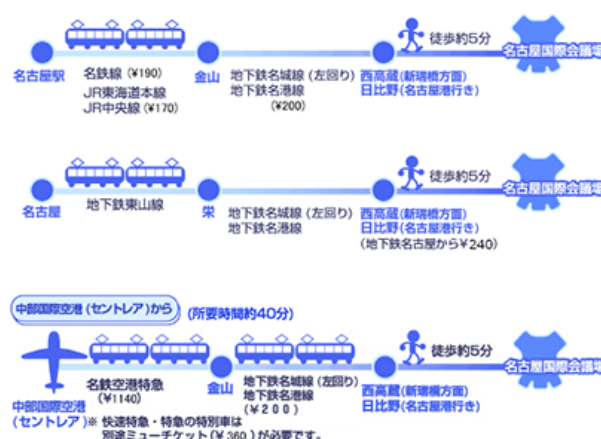 徒歩約5分
名古屋国際会議場
名古屋駅
名鉄線 (¥190)
JR東海道本線
JR中央線 (¥170)
金山
地下鉄名城線 (左回り)
地下鉄名港線
(¥200)
西高蔵(新瑞橋方面)
日比野(名古屋港行き)
徒歩約5分
名古屋国際会議場
名古屋
地下鉄東山線
栄
地下鉄名城線 (左回り)
地下鉄名港線
西高蔵(新瑞橋方面)
日比野(名古屋港行き)
(地下鉄名古屋から¥240)
中部国際空港 (セントレア) から
(所要時間約40分)
徒歩約5分
名古屋国際会議場
中部国際空港
(セントレア)
名鉄空港特急
(¥1140)
金山
地下鉄名城線 (左回り)
地下鉄名港線
(¥200)
西高蔵(新瑞橋方面)
日比野(名古屋港行き)
※ 快速特急・特急の特別車は
別途ミューチケット(¥360)が必要です。